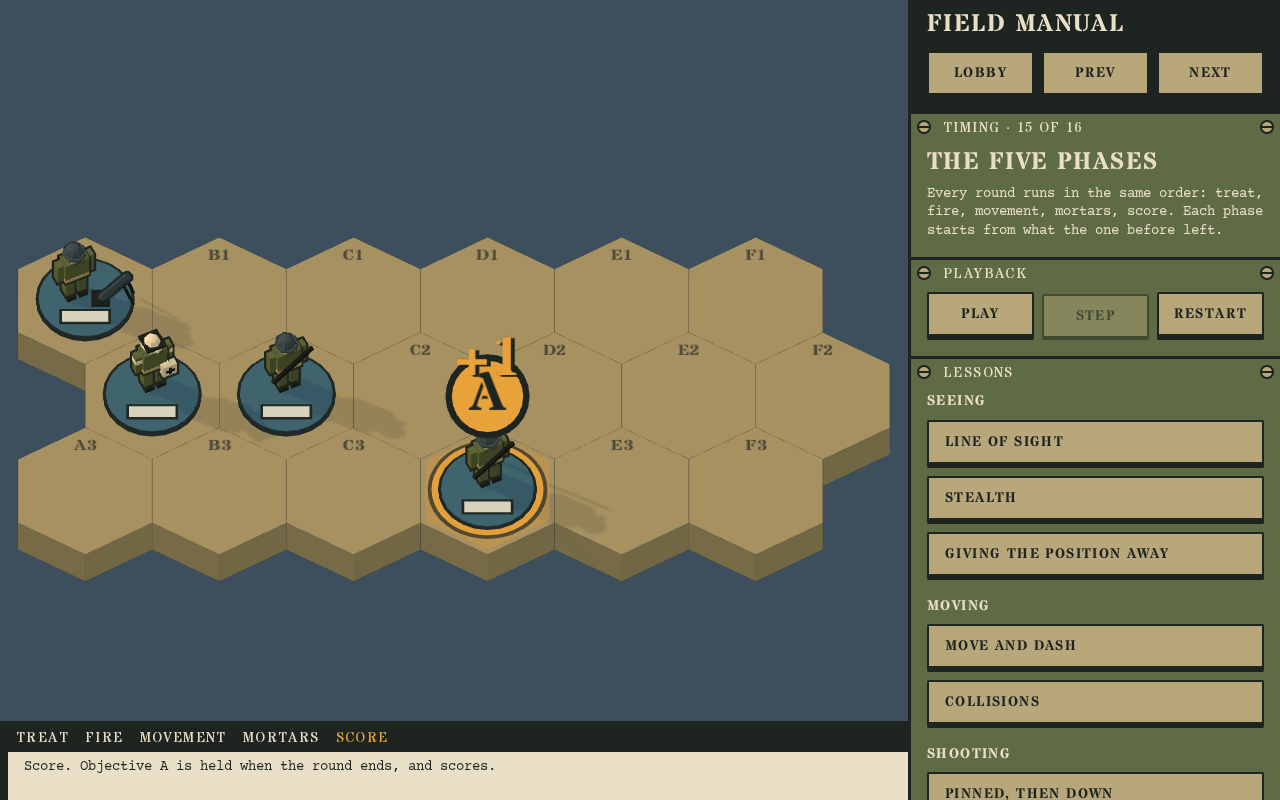 FIELD MANUAL
LOBBY PREV NEXT
TIMING · 15 OF 16
THE FIVE PHASES
Every round runs in the same order: treat,
fire, movement, mortars, score. Each phase
starts from what the one before left.
PLAYBACK
PLAY STEP RESTART
LESSONS
SEEING
LINE OF SIGHT
STEALTH
GIVING THE POSITION AWAY
MOVING
MOVE AND DASH
COLLISIONS
SHOOTING
PINNED, THEN DOWN
B1 C1 D1 E1 F1
C2 D2 E2 F2
+1
A
A3 B3 C3 E3 F3
TREAT FIRE MOVEMENT MORTARS SCORE
Score. Objective A is held when the round ends, and scores.